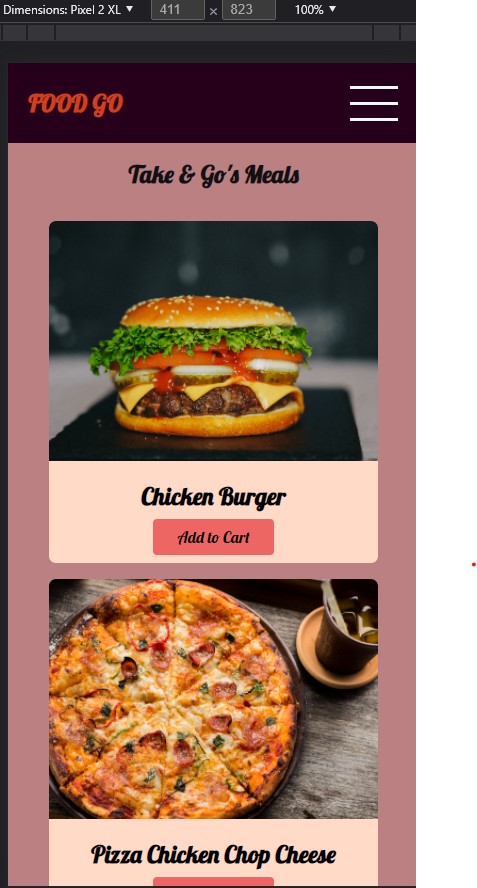 Dimensions: Pixel 2 XL ▼ 411 × 823 100% ▼
FOOD GO
Take & Go's Meals
Chicken Burger
Add to Cart
Pizza Chicken Chop Cheese